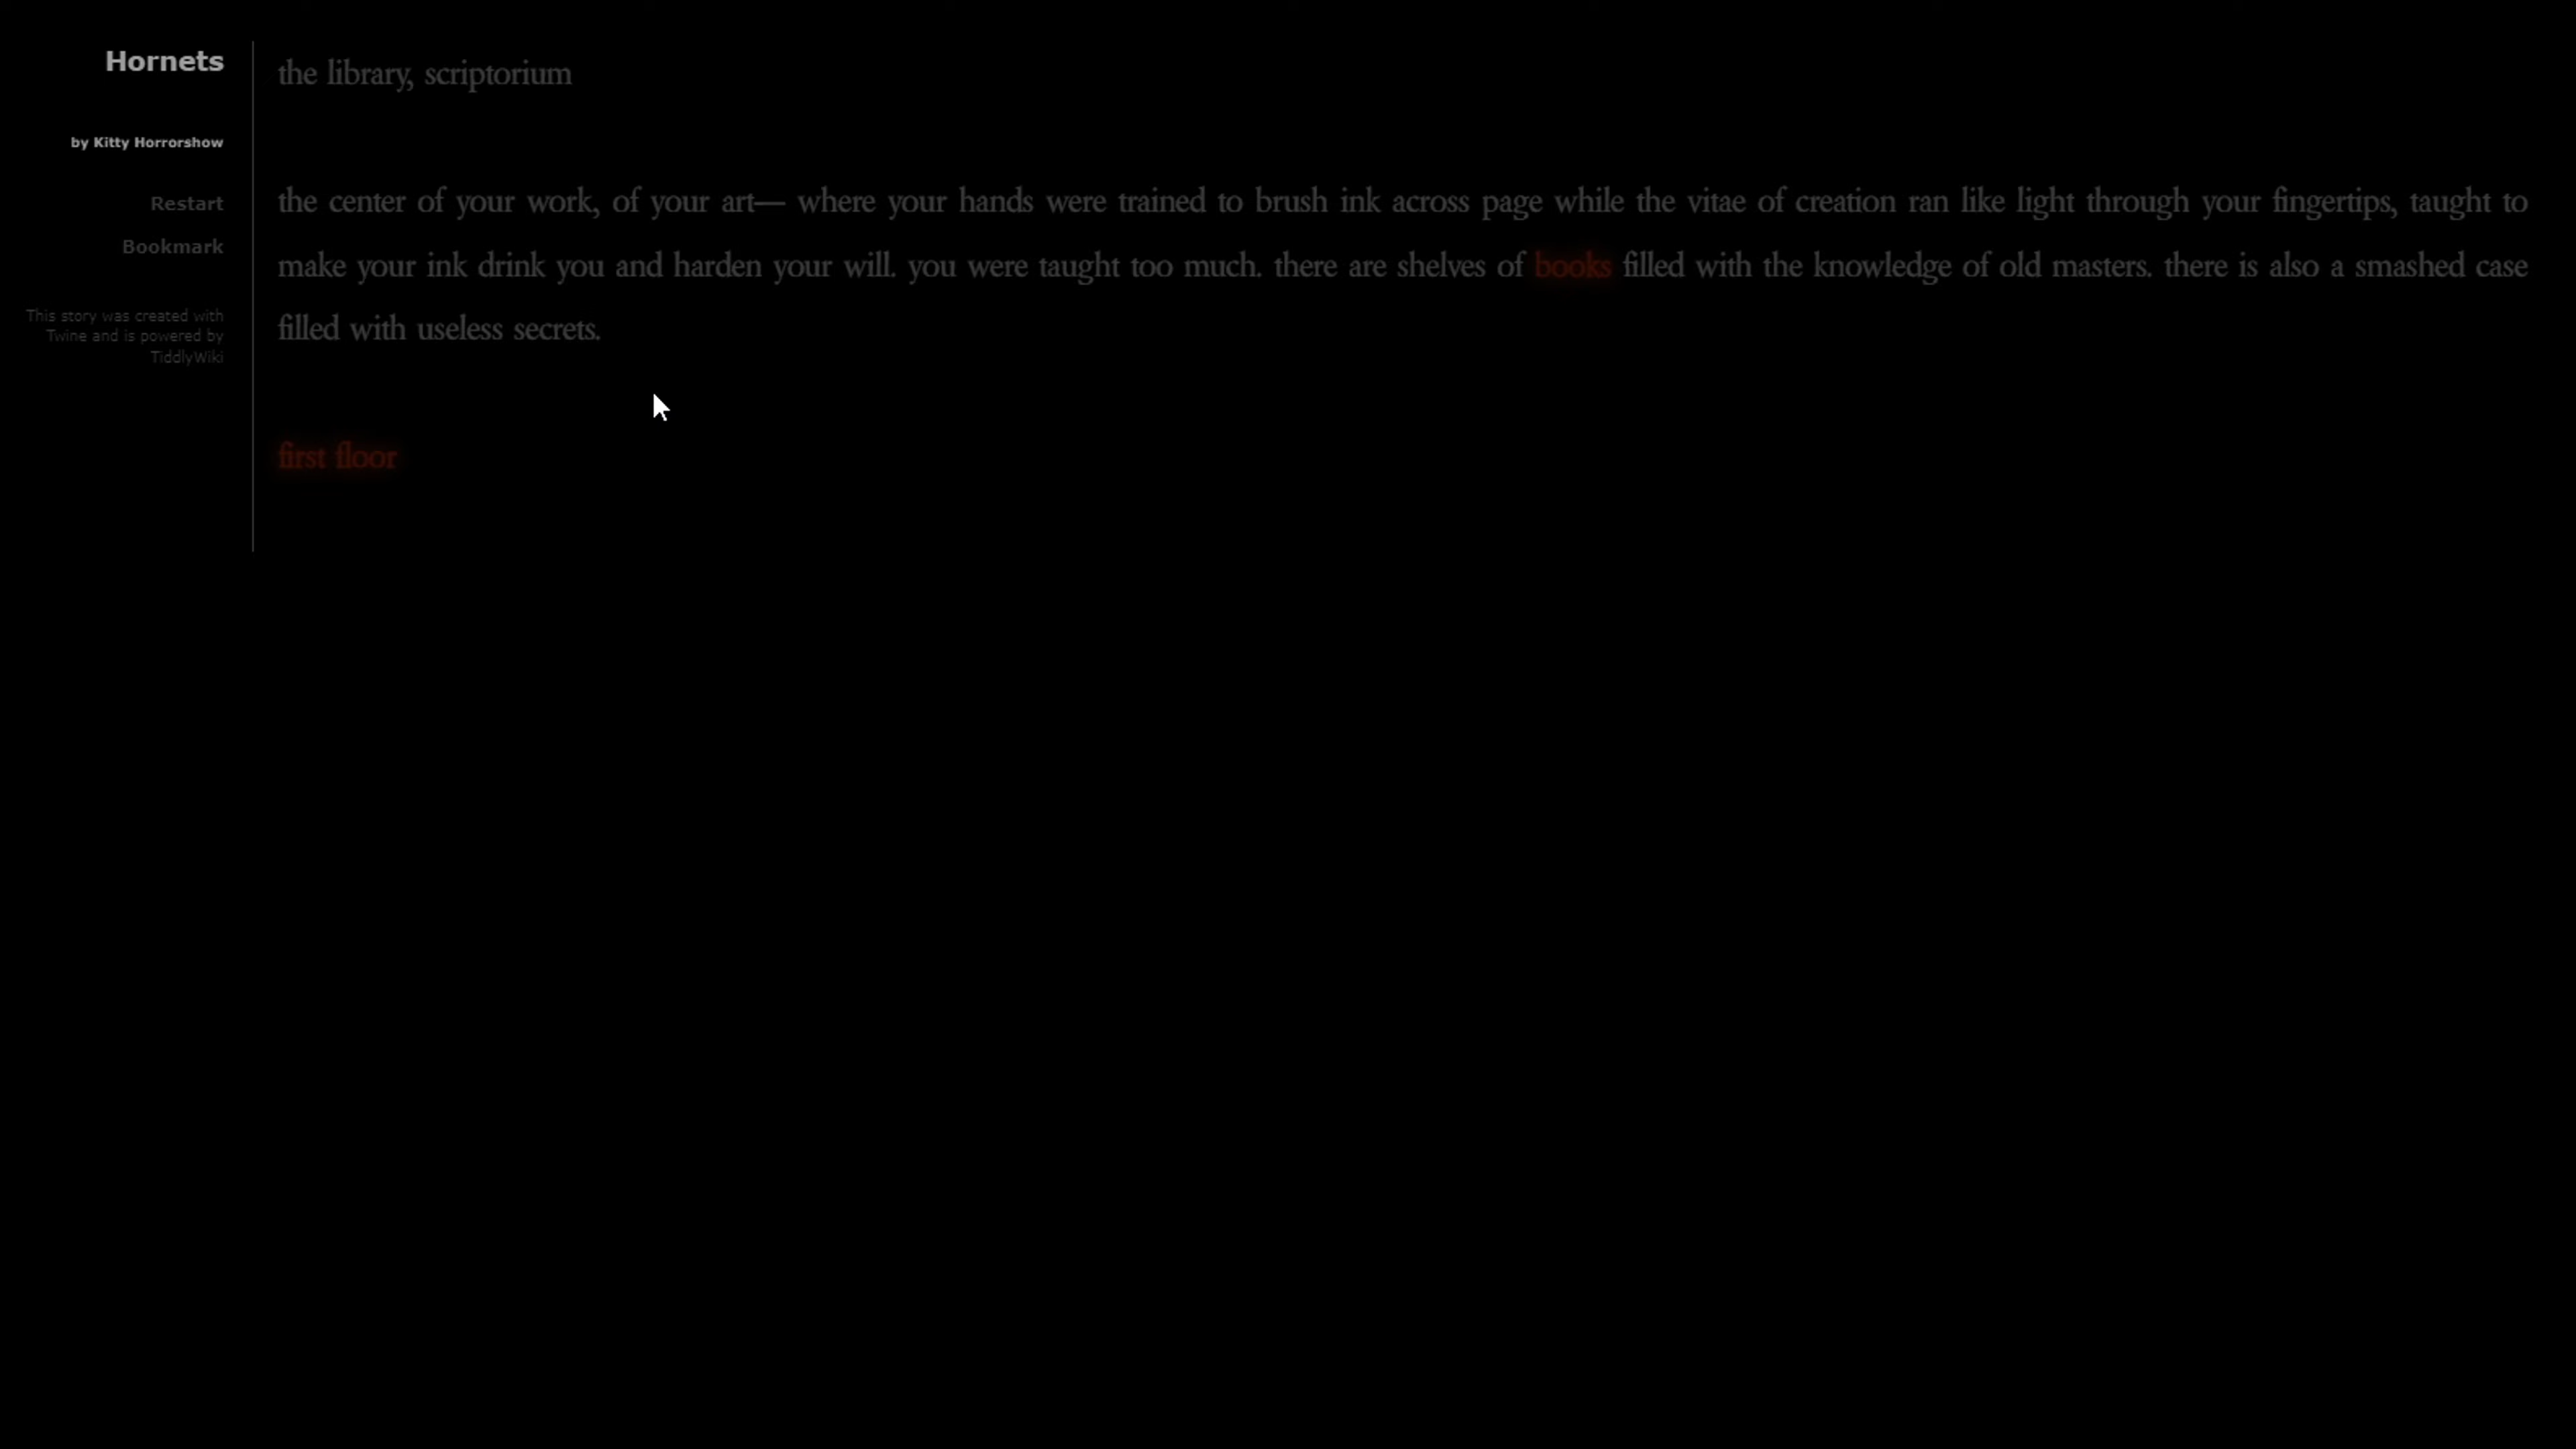 Hornets
by Kitty Horrorshow
Restart
Bookmark
This story was created with
Twine and is powered by
TiddlyWiki
the library, scriptorium
the center of your work, of your art— where your hands were trained to brush ink across page while the vitae of creation ran like light through your fingertips, taught to
make your ink drink you and harden your will. you were taught too much. there are shelves of books filled with the knowledge of old masters. there is also a smashed case
filled with useless secrets.
first floor